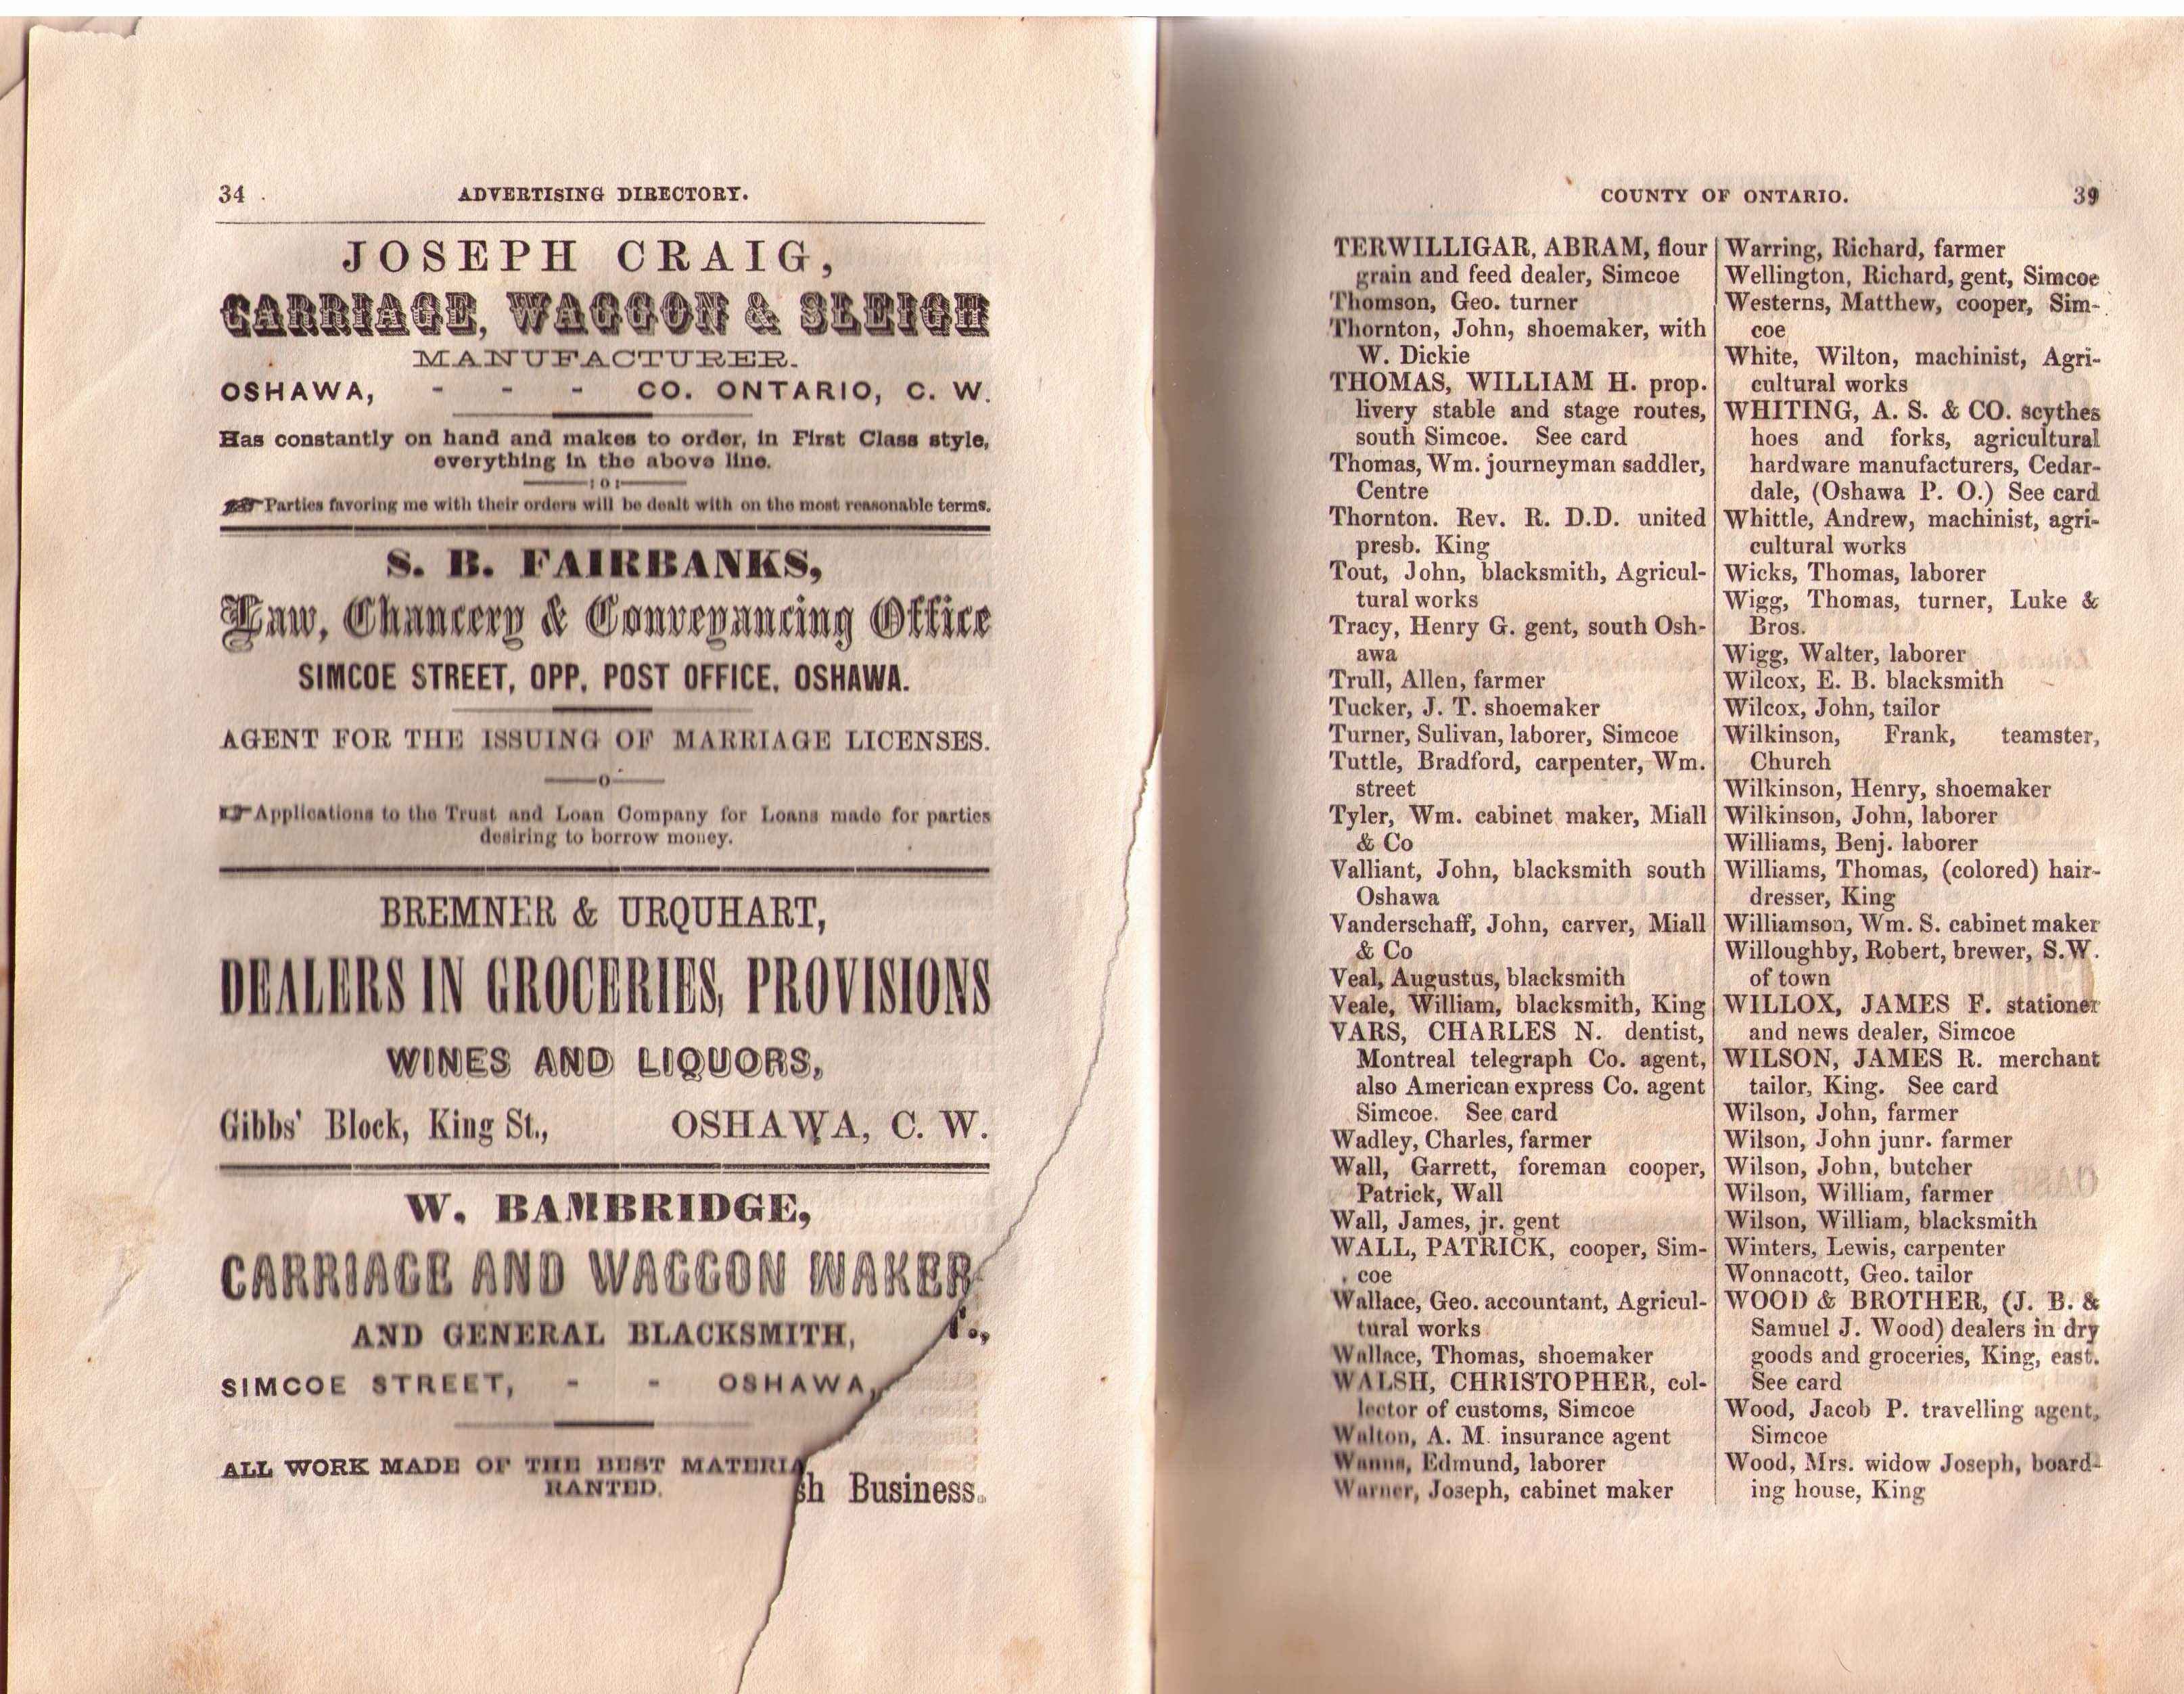 34
ADVERTISING DIRECTORY.
JOSEPH CRAIG,
CARRIAGE, WAGGON & SLEIGH
MANUFACTURER.
OSHAWA, - - - CO. ONTARIO, C. W.
Has constantly on hand and makes to order, in First Class style,
everything in the above line.
:o:
Parties favoring me with their orders will be dealt with on the most reasonable terms.
S. B. FAIRBANKS,
Law, Chancery & Conveyancing Office
SIMCOE STREET, OPP. POST OFFICE, OSHAWA.
AGENT FOR THE ISSUING OF MARRIAGE LICENSES.
o
Applications to the Trust and Loan Company for Loans made for parties
desiring to borrow money.
BREMNER & URQUHART,
DEALERS IN GROCERIES, PROVISIONS
WINES AND LIQUORS,
Gibbs' Block, King St., OSHAWA, C. W.
W. BAMBRIDGE,
CARRIAGE AND WAGGON MAKER
AND GENERAL BLACKSMITH,
SIMCOE STREET, - - OSHAWA,
ALL WORK MADE OF THE BEST
RANTED.
Business.
COUNTY OF ONTARIO.
39
TERWILLIGAR, ABRAM, flour
grain and feed dealer, Simcoe
Thomson, Geo. turner
Thornton, John, shoemaker, with
W. Dickie
THOMAS, WILLIAM H. prop.
livery stable and stage routes,
south Simcoe. See card
Thomas, Wm. journeyman saddler,
Centre
Thornton. Rev. R. D.D. united
presb. King
Tout, John, blacksmith, Agricul-
tural works
Tracy, Henry G. gent, south Osh-
awa
Trull, Allen, farmer
Tucker, J. T. shoemaker
Turner, Sulivan, laborer, Simcoe
Tuttle, Bradford, carpenter, Wm.
street
Tyler, Wm. cabinet maker, Miall
& Co
Valliant, John, blacksmith south
Oshawa
Vanderschaff, John, carver, Miall
& Co
Veal, Augustus, blacksmith
Veale, William, blacksmith, King
VARS, CHARLES N. dentist,
Montreal telegraph Co. agent,
also American express Co. agent
Simcoe. See card
Wadley, Charles, farmer
Wall, Garrett, foreman cooper,
Patrick, Wall
Wall, James, jr. gent
WALL, PATRICK, cooper, Sim-
coe
Wallace, Geo. accountant, Agricul-
tural works
Wallace, Thomas, shoemaker
WALSH, CHRISTOPHER, col-
lector of customs, Simcoe
Walton, A. M. insurance agent
Edmund, laborer
Warner, Joseph, cabinet maker
Warring, Richard, farmer
Wellington, Richard, gent, Simcoe
Westerns, Matthew, cooper, Sim-
coe
White, Wilton, machinist, Agri-
cultural works
WHITING, A. S. & CO. scythes
hoes and forks, agricultural
hardware manufacturers, Cedar-
dale, (Oshawa P. O.) See card
Whittle, Andrew, machinist, agri-
cultural works
Wicks, Thomas, laborer
Wigg, Thomas, turner, Luke &
Bros.
Wigg, Walter, laborer
Wilcox, E. B. blacksmith
Wilcox, John, tailor
Wilkinson, Frank, teamster,
Church
Wilkinson, Henry, shoemaker
Wilkinson, John, laborer
Williams, Benj. laborer
Williams, Thomas, (colored) hair-
dresser, King
Williamson, Wm. S. cabinet maker
Willoughby, Robert, brewer, S.W.
of town
WILLOX, JAMES F. stationer
and news dealer, Simcoe
WILSON, JAMES R. merchant
tailor, King. See card
Wilson, John, farmer
Wilson, John junr. farmer
Wilson, John, butcher
Wilson, William, farmer
Wilson, William, blacksmith
Winters, Lewis, carpenter
Wonnacott, Geo. tailor
WOOD & BROTHER, (J. B. &
Samuel J. Wood) dealers in dry
goods and groceries, King, east.
See card
Wood, Jacob P. travelling agent,
Simcoe
Wood, Mrs. widow Joseph, board-
ing house, King